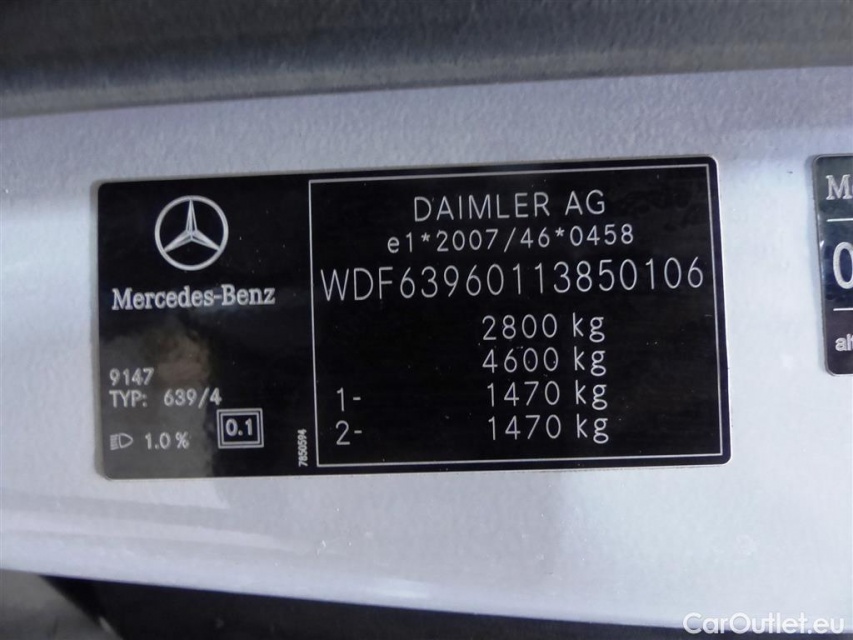 Mercedes-Benz
9147
TYP: 639/4
1.0 %
0.1
7850594
DAIMLER AG
e1*2007/46*0458
WDF63960113850106
2800 kg
4600 kg
1- 1470 kg
2- 1470 kg
0
CarOutlet.eu